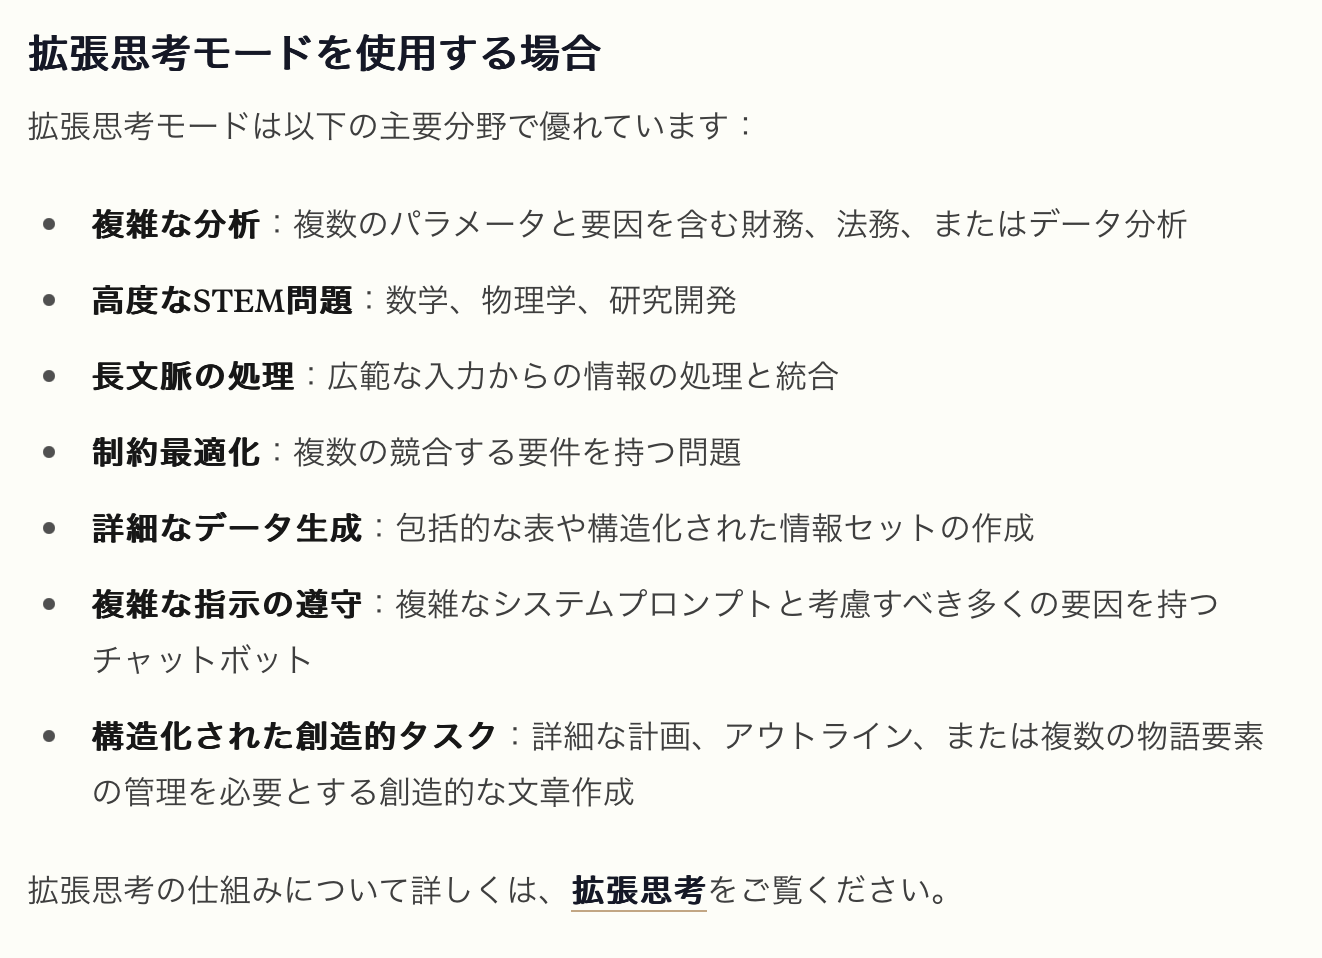 拡張思考モードを使用する場合
拡張思考モードは以下の主要分野で優れています：
• 複雑な分析：複数のパラメータと要因を含む財務、法務、またはデータ分析
• 高度なSTEM問題：数学、物理学、研究開発
• 長文脈の処理：広範な入力からの情報の処理と統合
• 制約最適化：複数の競合する要件を持つ問題
• 詳細なデータ生成：包括的な表や構造化された情報セットの作成
• 複雑な指示の遵守：複雑なシステムプロンプトと考慮すべき多くの要因を持つ
チャットボット
• 構造化された創造的タスク：詳細な計画、アウトライン、または複数の物語要素
の管理を必要とする創造的な文章作成
拡張思考の仕組みについて詳しくは、拡張思考をご覧ください。